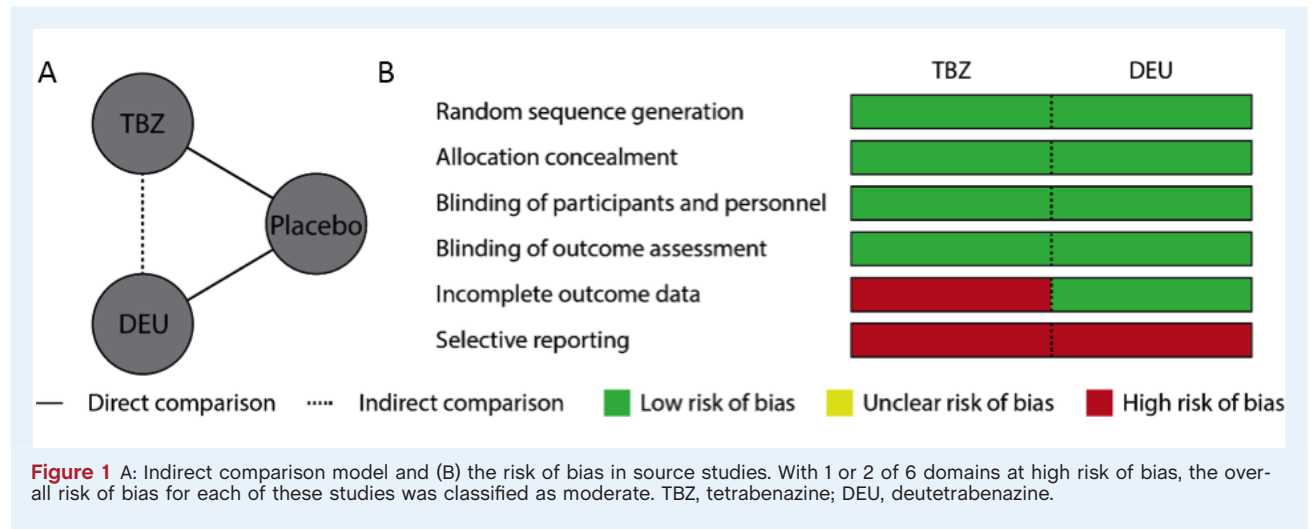 A
B
TBZ
DEU
TBZ
Placebo
DEU
Random sequence generation
Allocation concealment
Blinding of participants and personnel
Blinding of outcome assessment
Incomplete outcome data
Selective reporting
Direct comparison
Indirect comparison
Low risk of bias
Unclear risk of bias
High risk of bias
Figure 1 A: Indirect comparison model and (B) the risk of bias in source studies. With 1 or 2 of 6 domains at high risk of bias, the over-
all risk of bias for each of these studies was classified as moderate. TBZ, tetrabenazine; DEU, deutetrabenazine.